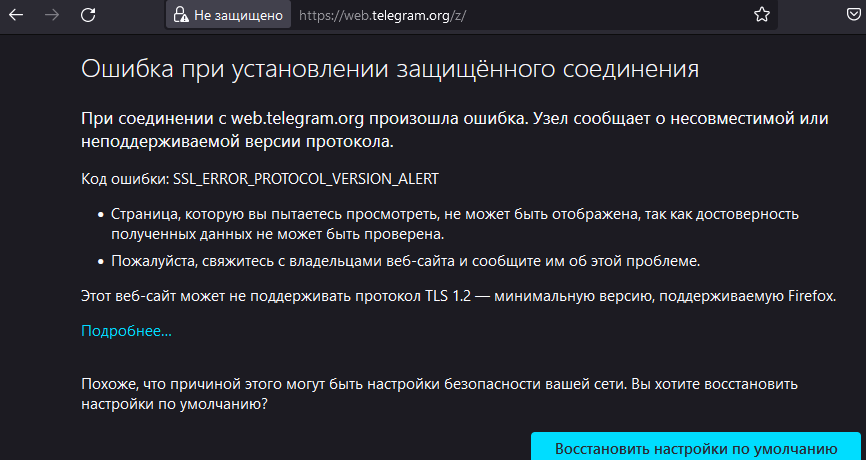 Не защищено https://web.telegram.org/z/
Ошибка при установлении защищённого соединения
При соединении с web.telegram.org произошла ошибка. Узел сообщает о несовместимой или
неподдерживаемой версии протокола.
Код ошибки: SSL_ERROR_PROTOCOL_VERSION_ALERT
• Страница, которую вы пытаетесь просмотреть, не может быть отображена, так как достоверность
полученных данных не может быть проверена.
• Пожалуйста, свяжитесь с владельцами веб-сайта и сообщите им об этой проблеме.
Этот веб-сайт может не поддерживать протокол TLS 1.2 — минимальную версию, поддерживаемую Firefox.
Подробнее...
Похоже, что причиной этого могут быть настройки безопасности вашей сети. Вы хотите восстановить
настройки по умолчанию?
Восстановить настройки по умолчанию